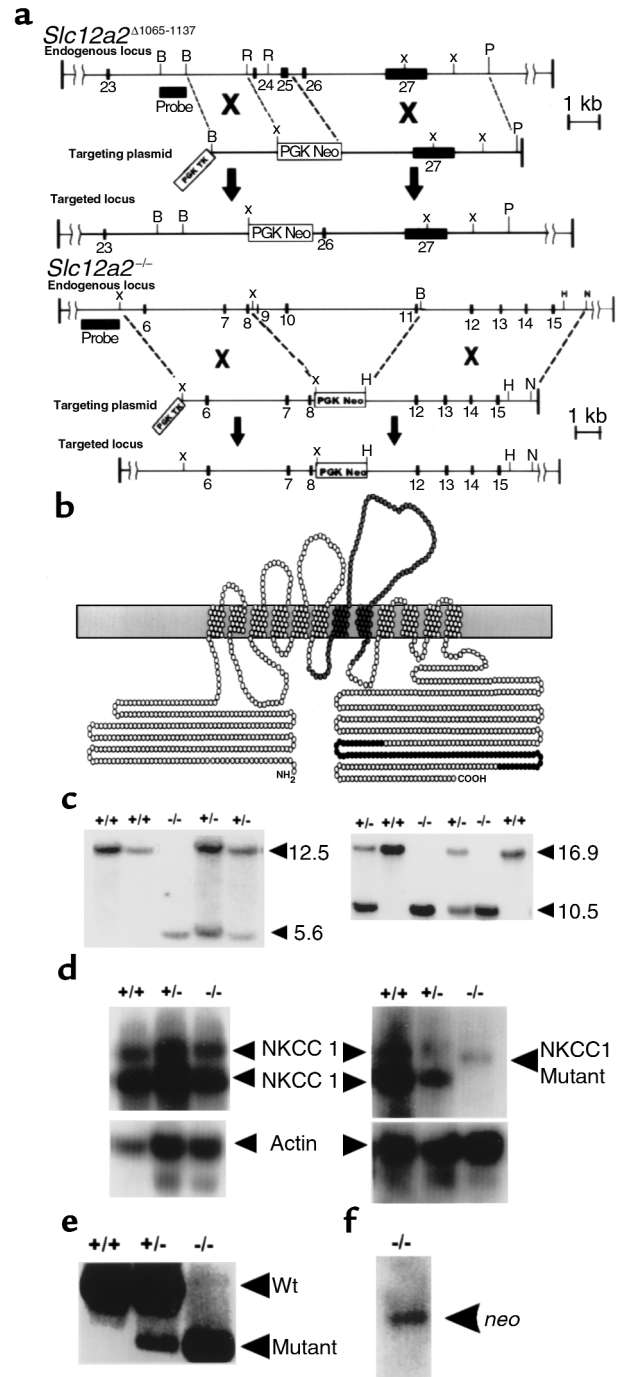 a
Slc12a2Δ1065-1137
Endogenous locus
B B R R x x P
23 24 25 26 27
Probe
X X
1 kb
B x x x P
Targeting plasmid
PGK TK
PGK Neo
27
Targeted locus
B B x x x P
PGK Neo
23 26 27
Slc12a2−/−
Endogenous locus
x x B H N
6 7 8 9 10 11 12 13 14 15
Probe
X X
x x H H N
Targeting plasmid
PGK TK
PGK Neo
6 7 8 12 13 14 15
1 kb
Targeted locus
x x H H N
PGK Neo
6 7 8 12 13 14 15
b
NH2
COOH
c
+/+ +/+ -/- +/- +/-
12.5
5.6
+/- +/+ -/- +/- -/- +/+
16.9
10.5
d
+/+ +/- -/-
+/+ +/- -/-
NKCC 1
NKCC 1
NKCC1
Mutant
Actin
e
+/+ +/- -/-
Wt
Mutant
f
-/-
neo